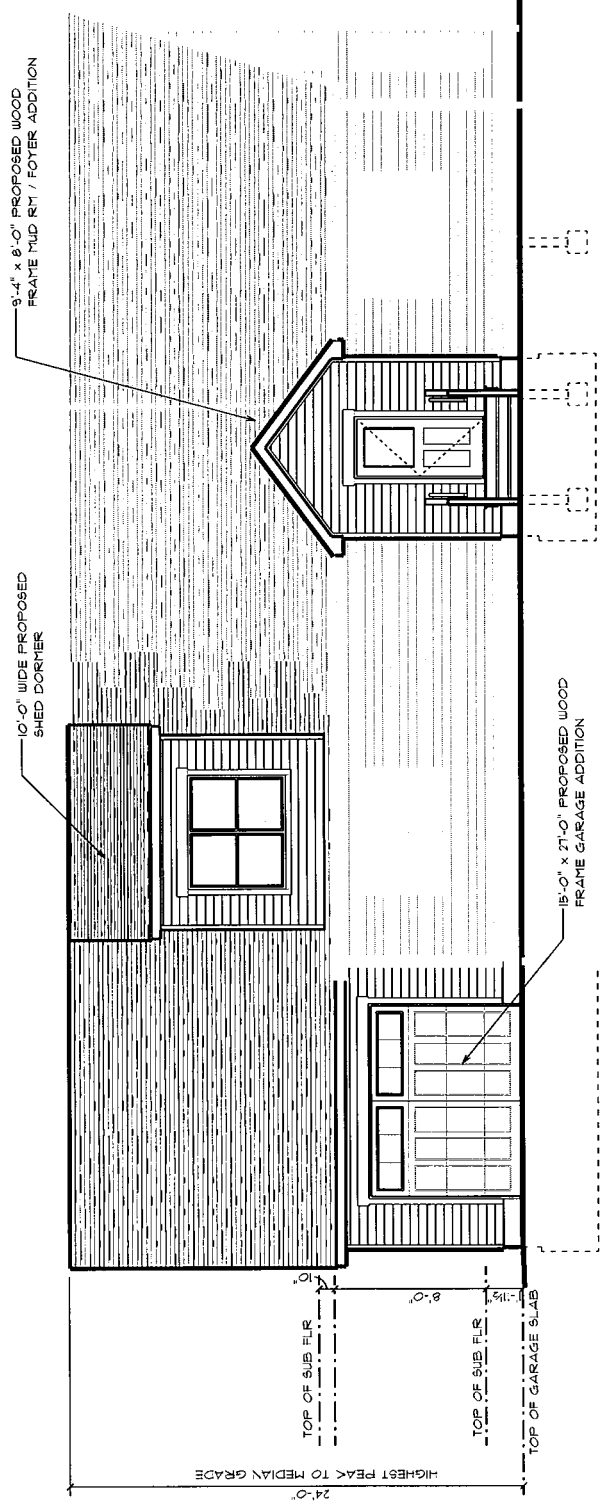 9'-4" x 8'-0" PROPOSED WOOD
FRAME MUD RM / FOYER ADDITION
10'-0" WIDE PROPOSED
SHED DORMER
15'-0" x 27'-0" PROPOSED WOOD
FRAME GARAGE ADDITION
TOP OF SUB FLR
10"
8'-0"
TOP OF SUB FLR
1'-11½"
TOP OF GARAGE SLAB
24'-0"
HIGHEST PEAK TO MEDIAN GRADE